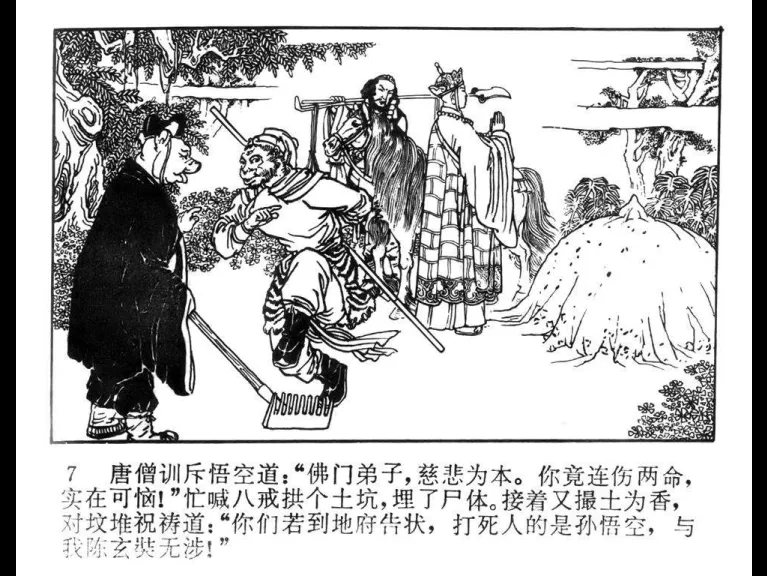 7 唐僧训斥悟空道:“佛门弟子,慈悲为本。你竟连伤两命,
实在可恼!”忙喊八戒拱个土坑,埋了尸体。接着又撮土为香,
对坟堆祝祷道:“你们若到地府告状,打死人的是孙悟空,与
我陈玄奘无涉!”